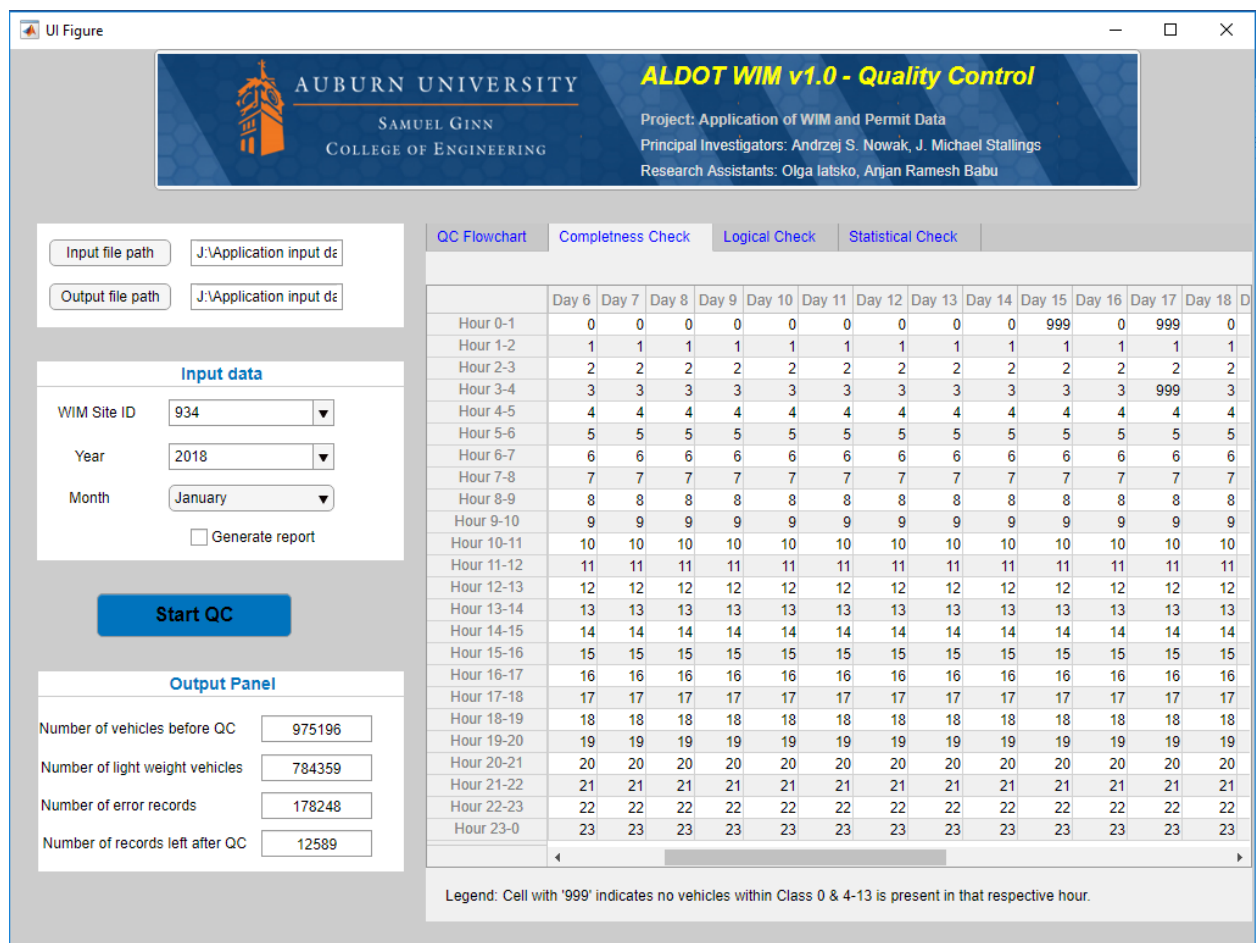 UI Figure
AUBURN UNIVERSITY
SAMUEL GINN
COLLEGE OF ENGINEERING
ALDOT WIM v1.0 - Quality Control
Project: Application of WIM and Permit Data
Principal Investigators: Andrzej S. Nowak, J. Michael Stallings
Research Assistants: Olga Iatsko, Anjan Ramesh Babu
Input file path J:\Application input da
Output file path J:\Application input da
Input data
WIM Site ID 934
Year 2018
Month January
Generate report
Start QC
Output Panel
Number of vehicles before QC 975196
Number of light weight vehicles 784359
Number of error records 178248
Number of records left after QC 12589
QC Flowchart Completness Check Logical Check Statistical Check
Day 6 Day 7 Day 8 Day 9 Day 10 Day 11 Day 12 Day 13 Day 14 Day 15 Day 16 Day 17 Day 18 D
Hour 0-1 0 0 0 0 0 0 0 0 0 999 0 999 0
Hour 1-2 1 1 1 1 1 1 1 1 1 1 1 1 1
Hour 2-3 2 2 2 2 2 2 2 2 2 2 2 2 2
Hour 3-4 3 3 3 3 3 3 3 3 3 3 3 999 3
Hour 4-5 4 4 4 4 4 4 4 4 4 4 4 4 4
Hour 5-6 5 5 5 5 5 5 5 5 5 5 5 5 5
Hour 6-7 6 6 6 6 6 6 6 6 6 6 6 6 6
Hour 7-8 7 7 7 7 7 7 7 7 7 7 7 7 7
Hour 8-9 8 8 8 8 8 8 8 8 8 8 8 8 8
Hour 9-10 9 9 9 9 9 9 9 9 9 9 9 9 9
Hour 10-11 10 10 10 10 10 10 10 10 10 10 10 10 10
Hour 11-12 11 11 11 11 11 11 11 11 11 11 11 11 11
Hour 12-13 12 12 12 12 12 12 12 12 12 12 12 12 12
Hour 13-14 13 13 13 13 13 13 13 13 13 13 13 13 13
Hour 14-15 14 14 14 14 14 14 14 14 14 14 14 14 14
Hour 15-16 15 15 15 15 15 15 15 15 15 15 15 15 15
Hour 16-17 16 16 16 16 16 16 16 16 16 16 16 16 16
Hour 17-18 17 17 17 17 17 17 17 17 17 17 17 17 17
Hour 18-19 18 18 18 18 18 18 18 18 18 18 18 18 18
Hour 19-20 19 19 19 19 19 19 19 19 19 19 19 19 19
Hour 20-21 20 20 20 20 20 20 20 20 20 20 20 20 20
Hour 21-22 21 21 21 21 21 21 21 21 21 21 21 21 21
Hour 22-23 22 22 22 22 22 22 22 22 22 22 22 22 22
Hour 23-0 23 23 23 23 23 23 23 23 23 23 23 23 23
Legend: Cell with '999' indicates no vehicles within Class 0 & 4-13 is present in that respective hour.